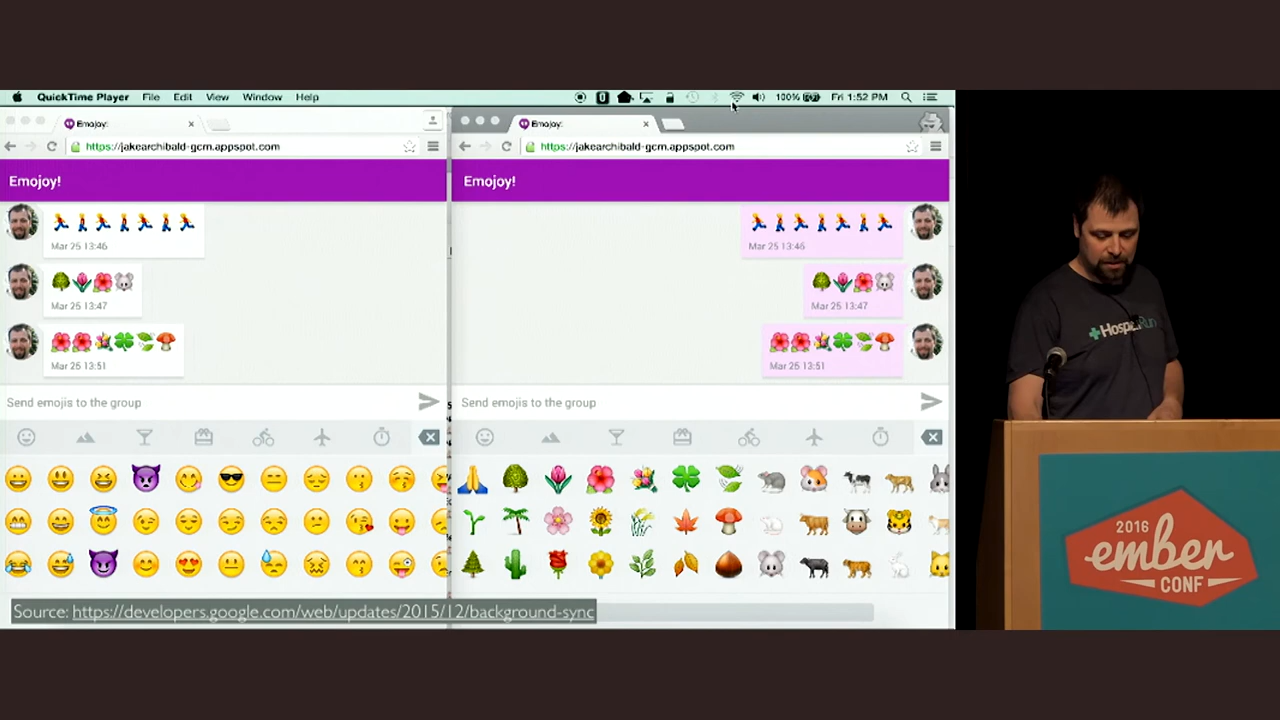 QuickTime Player File Edit View Window Help 100% Fri 1:52 PM
Emojoy!
https://jakearchibald-gcm.appspot.com
Emojoy!
Mar 25 13:46
Mar 25 13:47
Mar 25 13:51
Send emojis to the group
Emojoy!
https://jakearchibald-gcm.appspot.com
Emojoy!
Mar 25 13:46
Mar 25 13:47
Mar 25 13:51
Send emojis to the group
Source: https://developers.google.com/web/updates/2015/12/background-sync
2016
ember
CONF